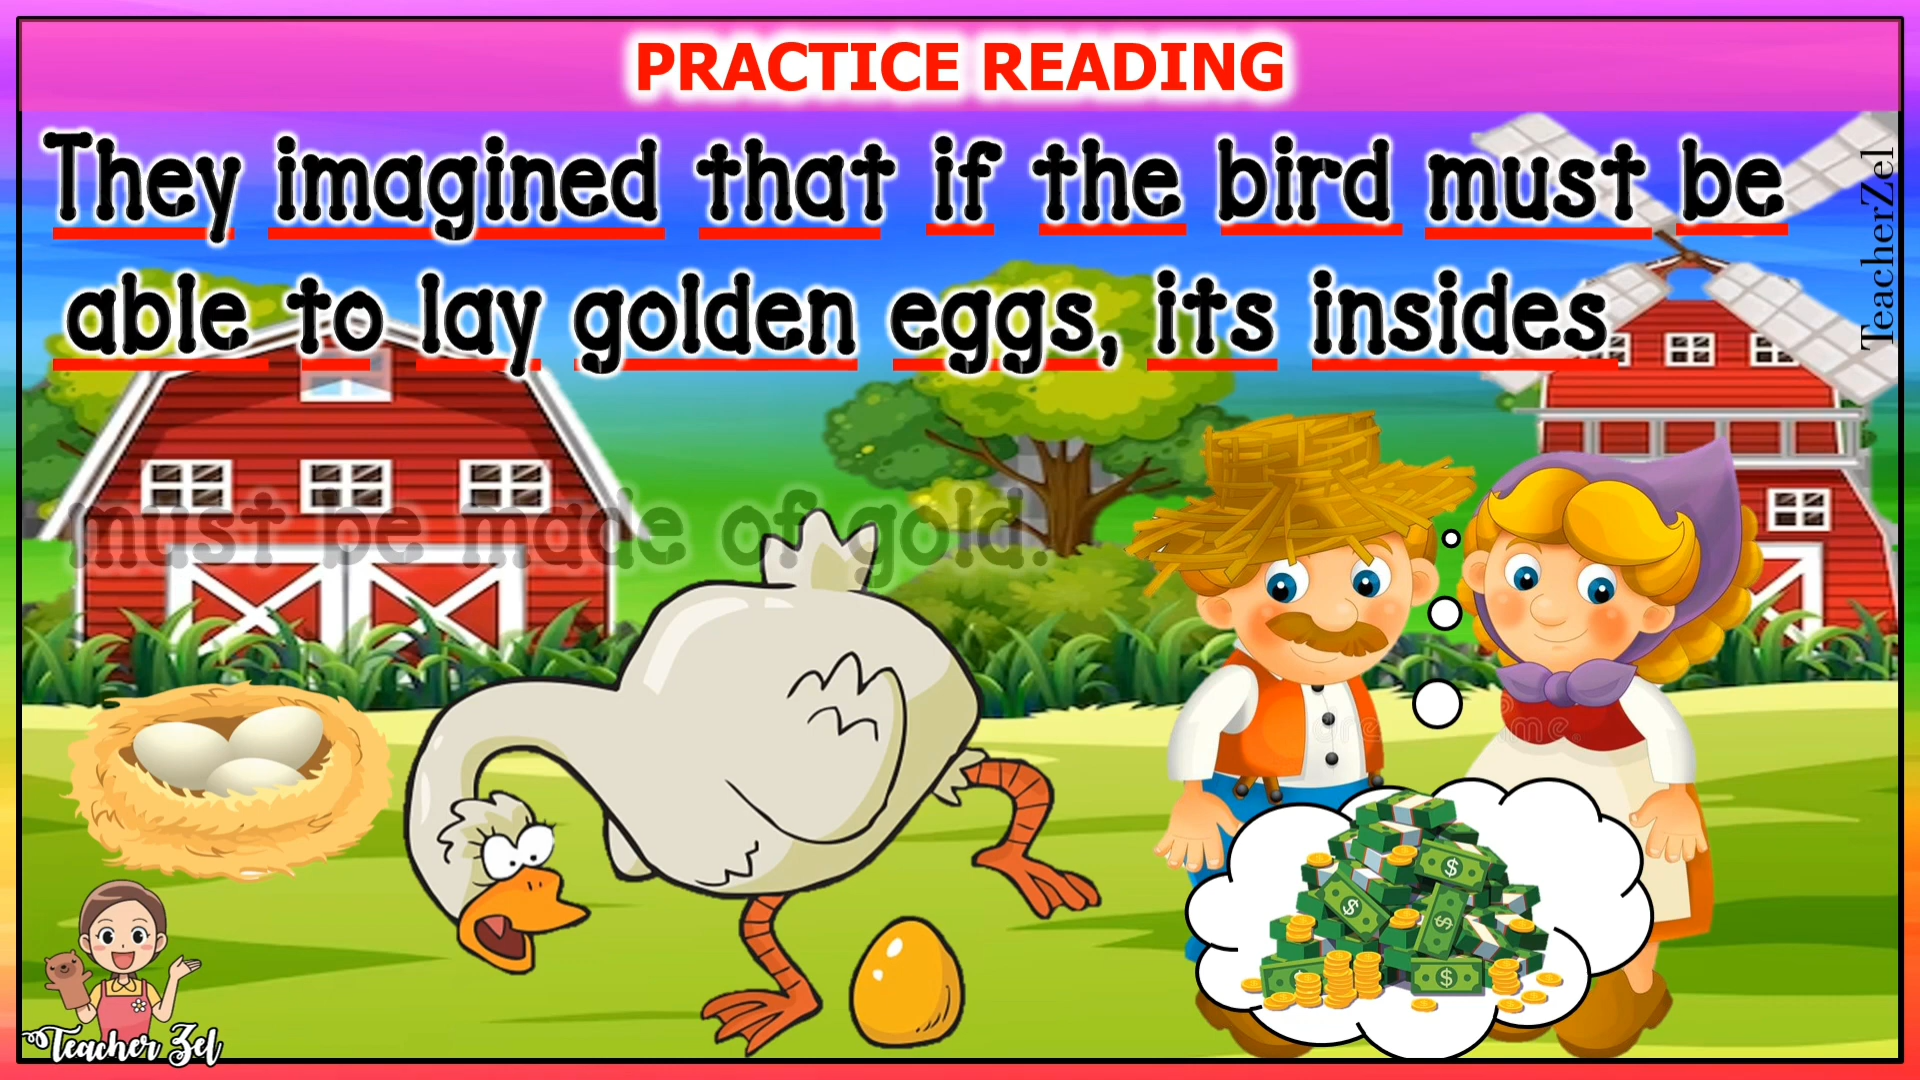 PRACTICE READING
They imagined that if the bird must be
able to lay golden eggs, its insides
must be made of gold.
TeacherZel
Teacher Zel